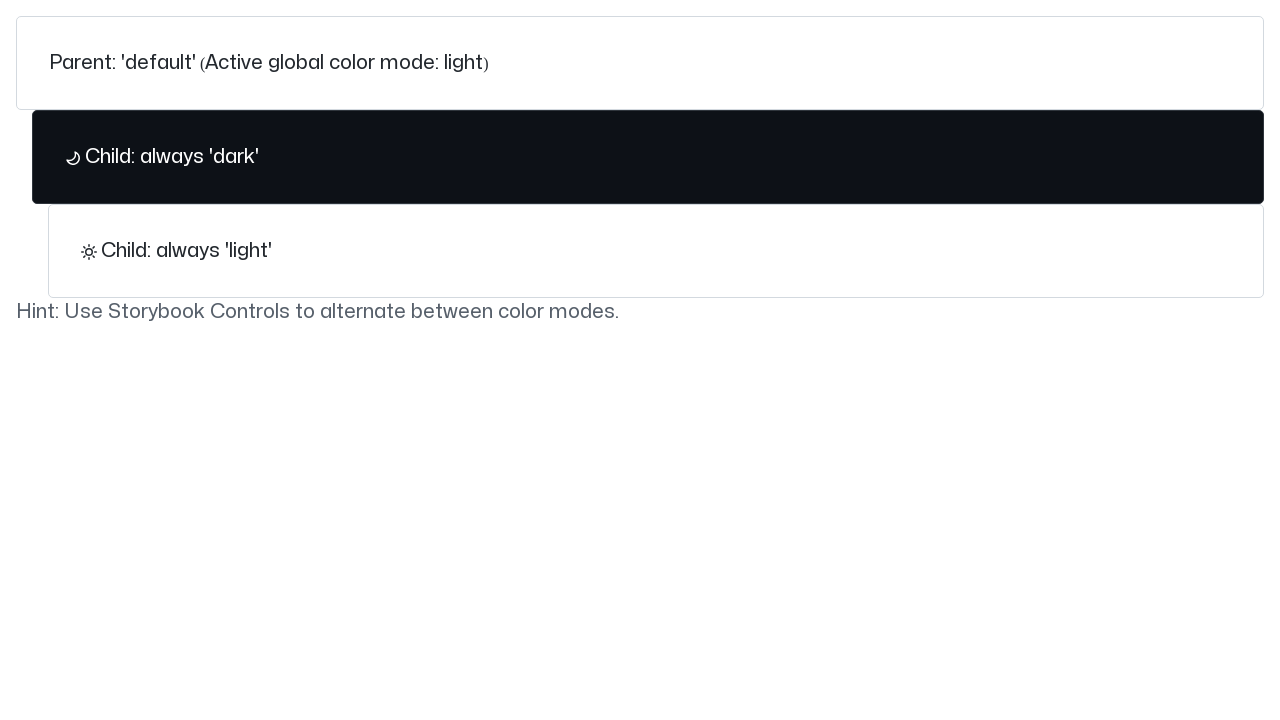 Parent: 'default' (Active global color mode: light)
Child: always 'dark'
Child: always 'light'
Hint: Use Storybook Controls to alternate between color modes.